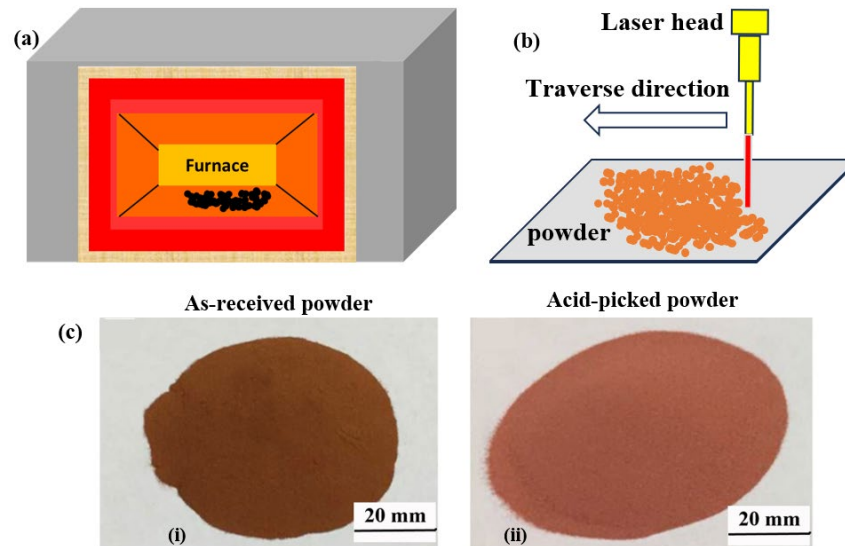 (a)
Furnace
(b)
Laser head
Traverse direction
powder
(c)
As-received powder
Acid-picked powder
20 mm
(i)
20 mm
(ii)